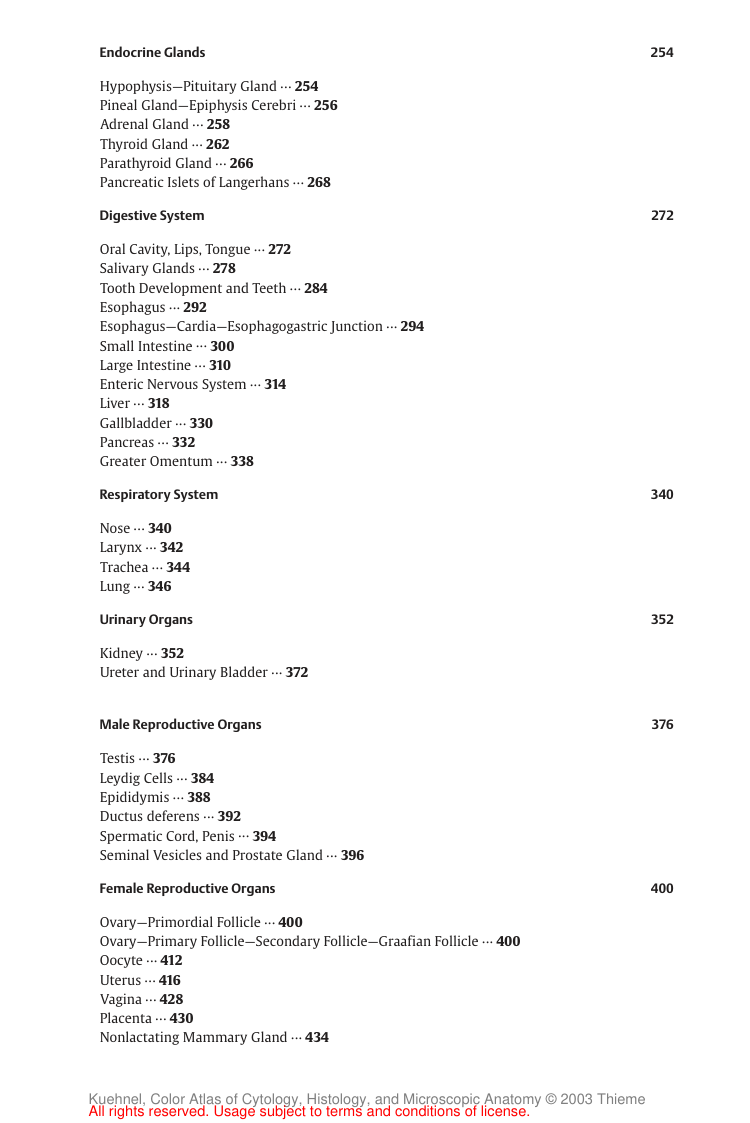 Endocrine Glands 254
Hypophysis—Pituitary Gland ··· 254
Pineal Gland—Epiphysis Cerebri ··· 256
Adrenal Gland ··· 258
Thyroid Gland ··· 262
Parathyroid Gland ··· 266
Pancreatic Islets of Langerhans ··· 268
Digestive System 272
Oral Cavity, Lips, Tongue ··· 272
Salivary Glands ··· 278
Tooth Development and Teeth ··· 284
Esophagus ··· 292
Esophagus—Cardia—Esophagogastric Junction ··· 294
Small Intestine ··· 300
Large Intestine ··· 310
Enteric Nervous System ··· 314
Liver ··· 318
Gallbladder ··· 330
Pancreas ··· 332
Greater Omentum ··· 338
Respiratory System 340
Nose ··· 340
Larynx ··· 342
Trachea ··· 344
Lung ··· 346
Urinary Organs 352
Kidney ··· 352
Ureter and Urinary Bladder ··· 372
Male Reproductive Organs 376
Testis ··· 376
Leydig Cells ··· 384
Epididymis ··· 388
Ductus deferens ··· 392
Spermatic Cord, Penis ··· 394
Seminal Vesicles and Prostate Gland ··· 396
Female Reproductive Organs 400
Ovary—Primordial Follicle ··· 400
Ovary—Primary Follicle—Secondary Follicle—Graafian Follicle ··· 400
Oocyte ··· 412
Uterus ··· 416
Vagina ··· 428
Placenta ··· 430
Nonlactating Mammary Gland ··· 434
Kuehnel, Color Atlas of Cytology, Histology, and Microscopic Anatomy © 2003 Thieme
All rights reserved. Usage subject to terms and conditions of license.